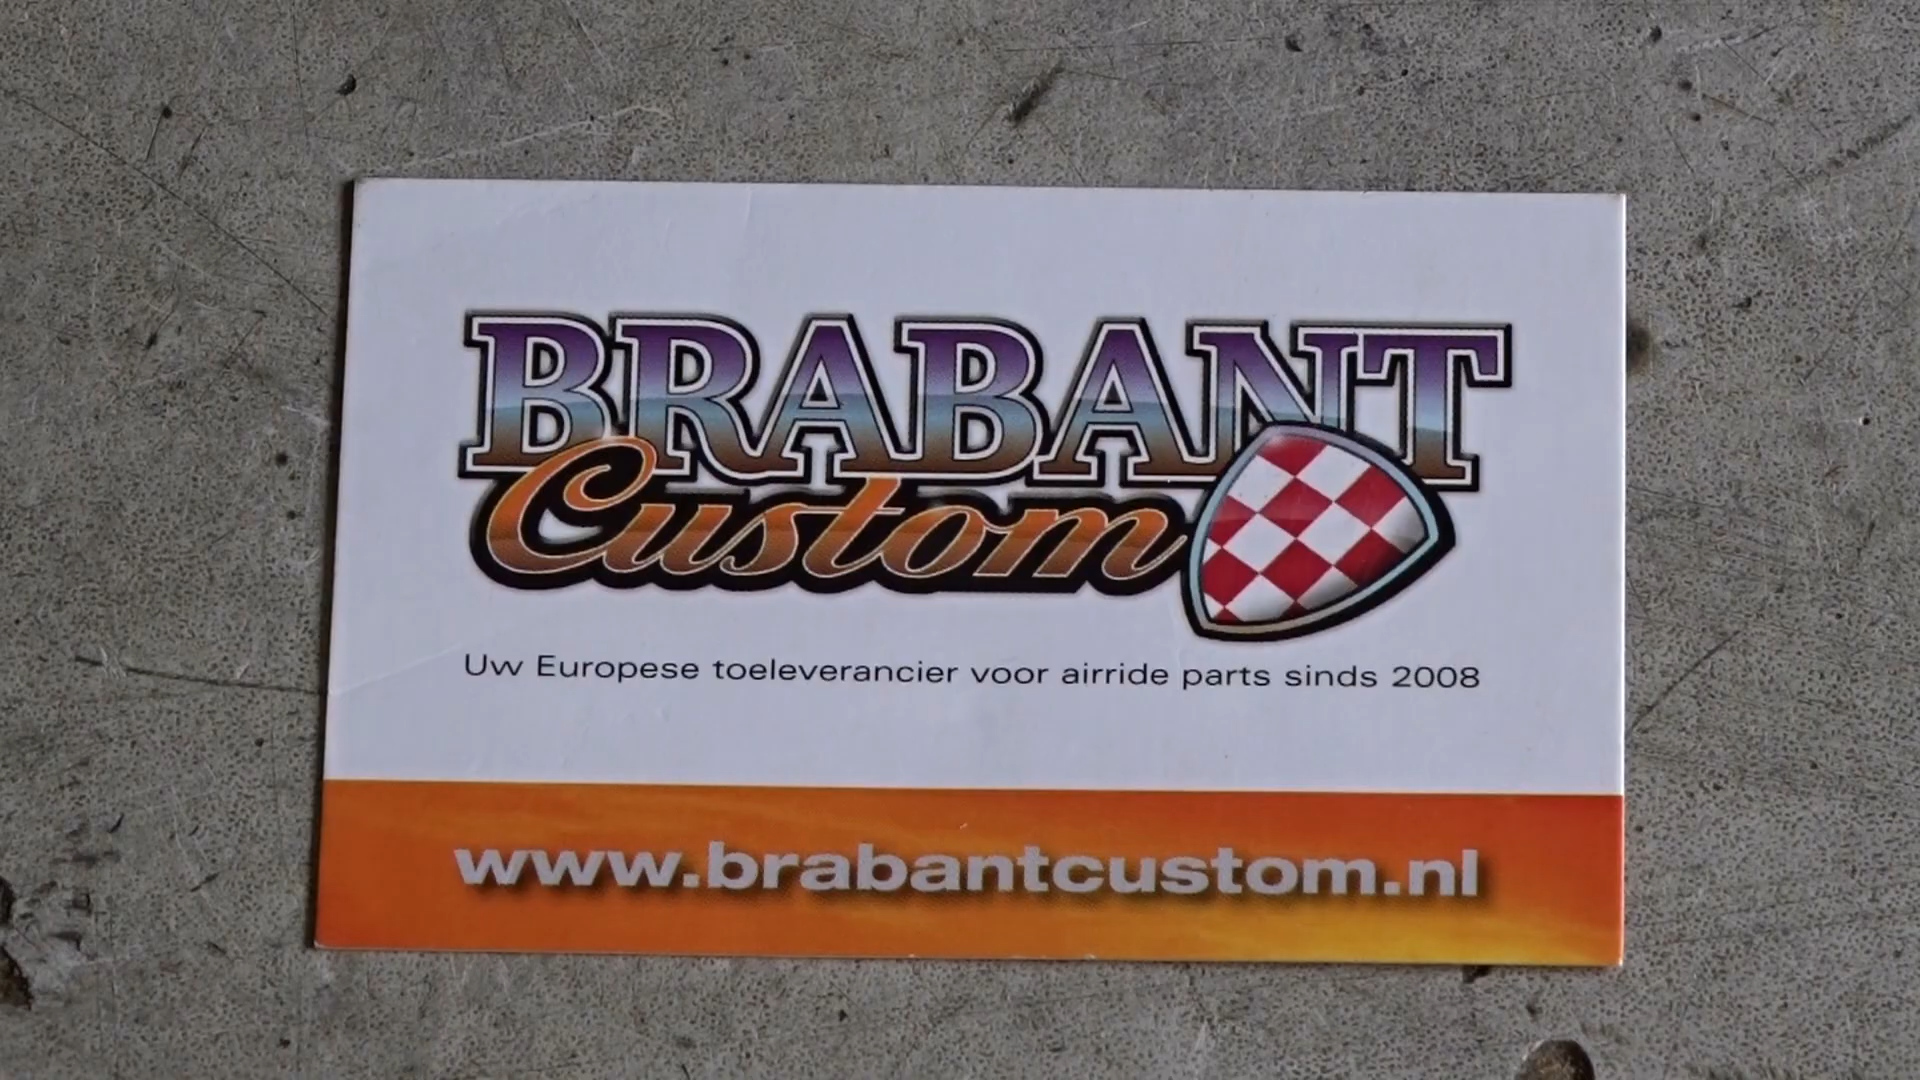 BRABANT
Custom
Uw Europese toeleverancier voor airride parts sinds 2008
www.brabantcustom.nl